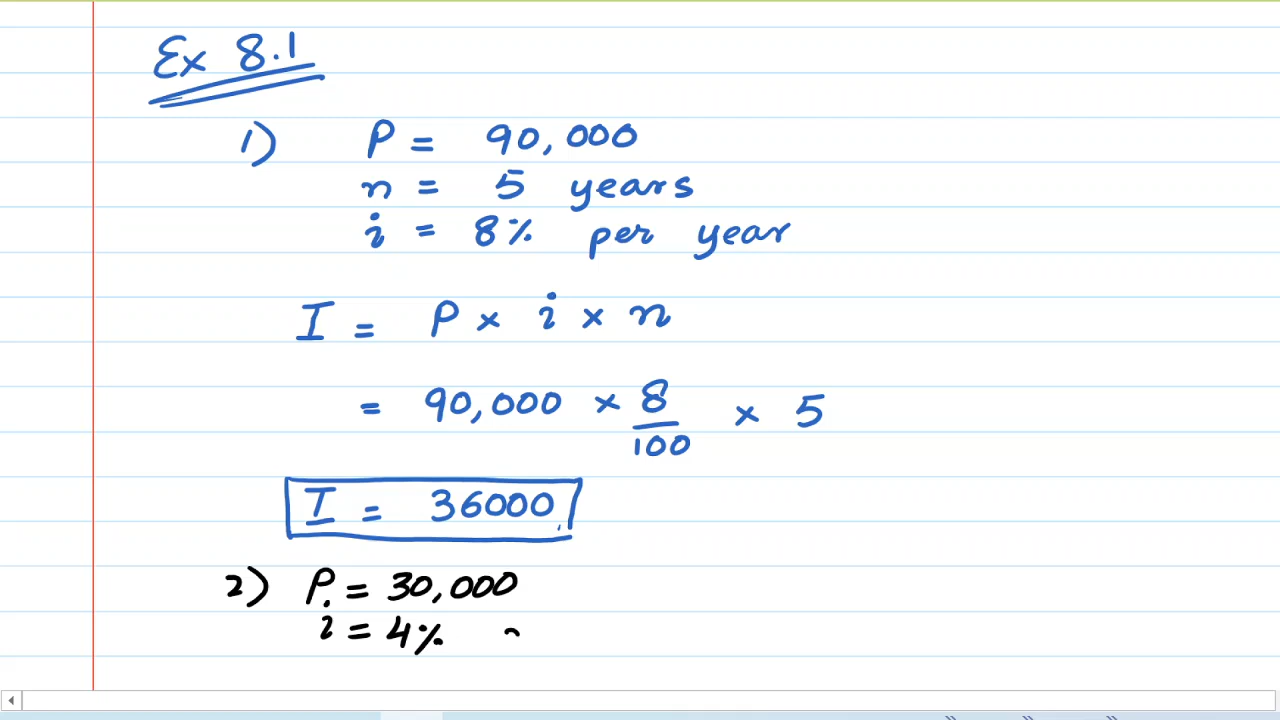 Ex 8.1
1) P = 90,000
n = 5 years
i = 8% per year
I = P × i × n
= 90,000 × 8/100 × 5
I = 36000
2) P = 30,000
i = 4%